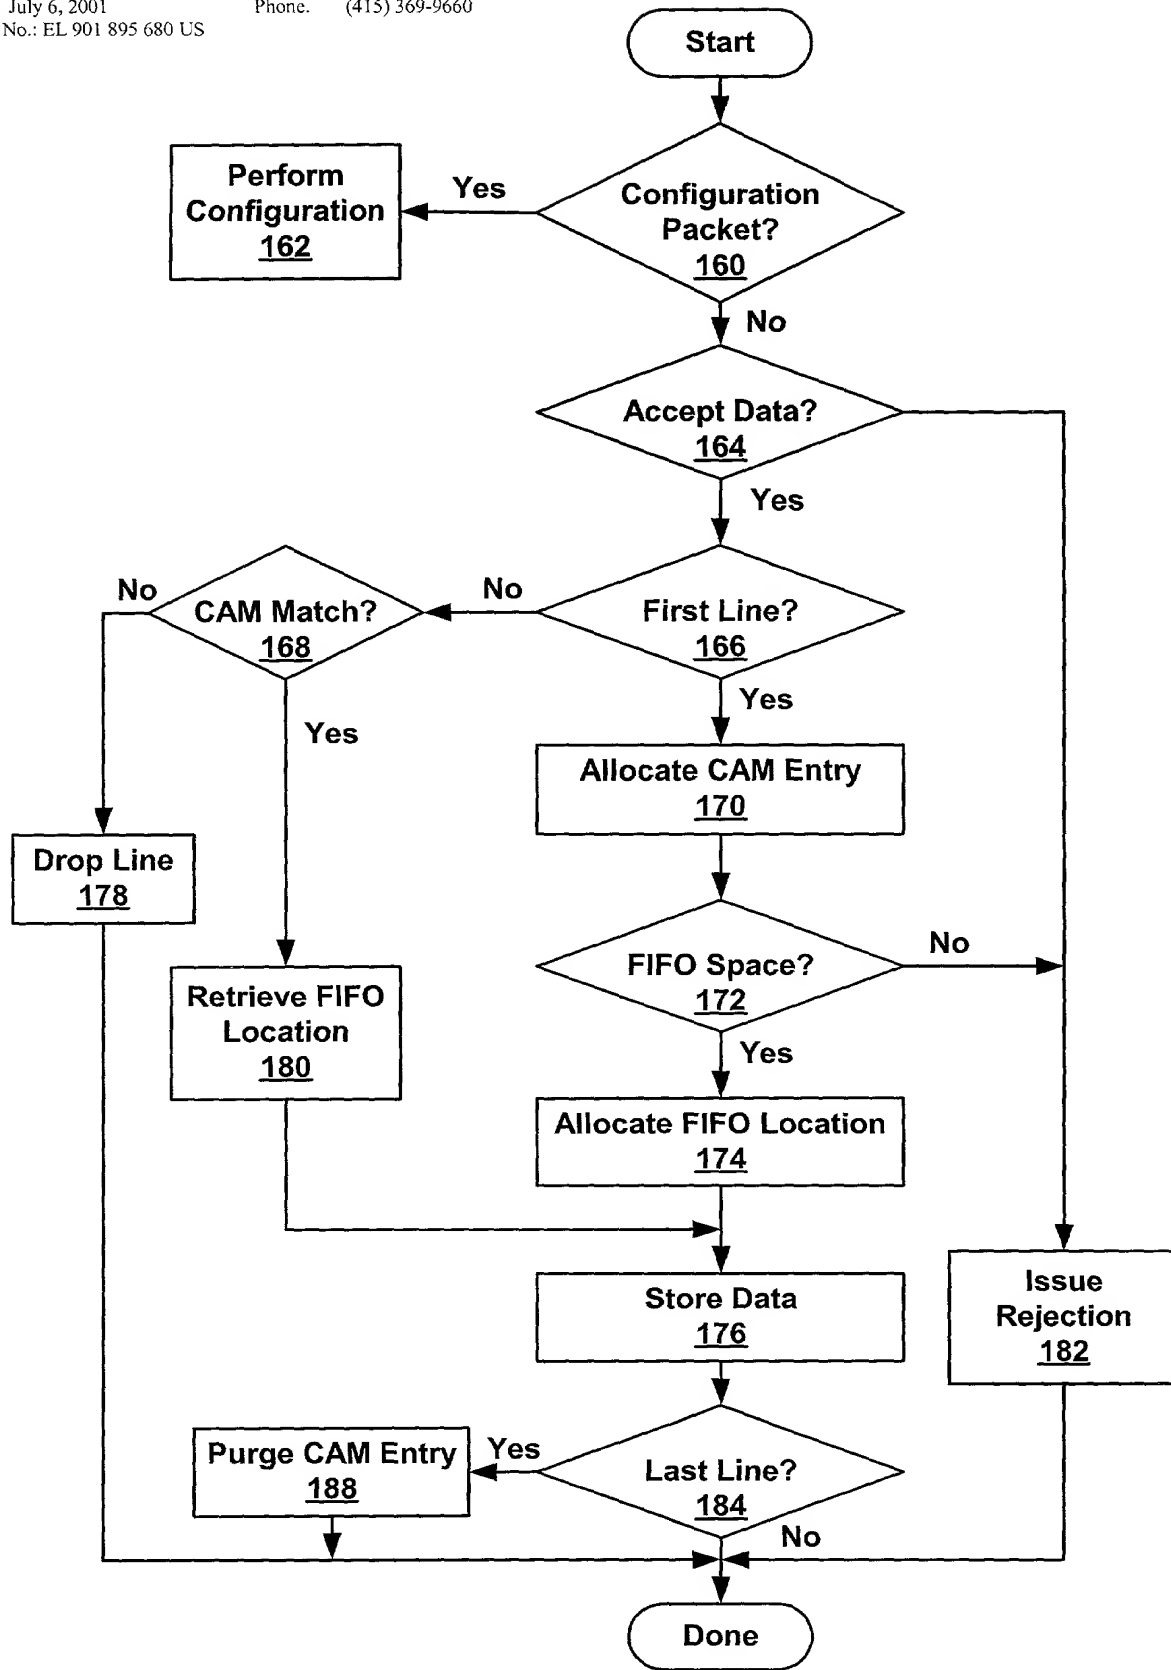 July 6, 2001 Phone. (415) 369-9660
No.: EL 901 895 680 US
Start
Perform
Configuration
162
Yes
Configuration
Packet?
160
No
Accept Data?
164
Yes
No
CAM Match?
168
No
First Line?
166
Yes
Yes
Allocate CAM Entry
170
Drop Line
178
FIFO Space?
172
No
Retrieve FIFO
Location
180
Yes
Allocate FIFO Location
174
Store Data
176
Issue
Rejection
182
Purge CAM Entry
188
Yes
Last Line?
184
No
Done